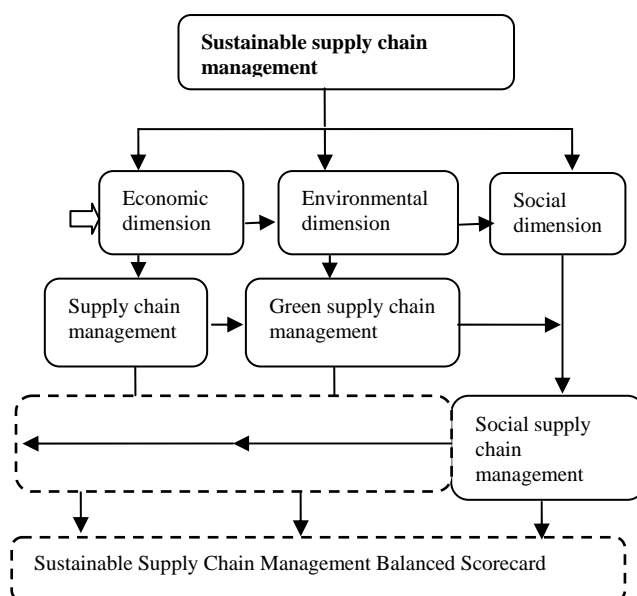 Sustainable supply chain
management
Economic
dimension
Environmental
dimension
Social
dimension
Supply chain
management
Green supply chain
management
Social supply
chain
management
Sustainable Supply Chain Management Balanced Scorecard